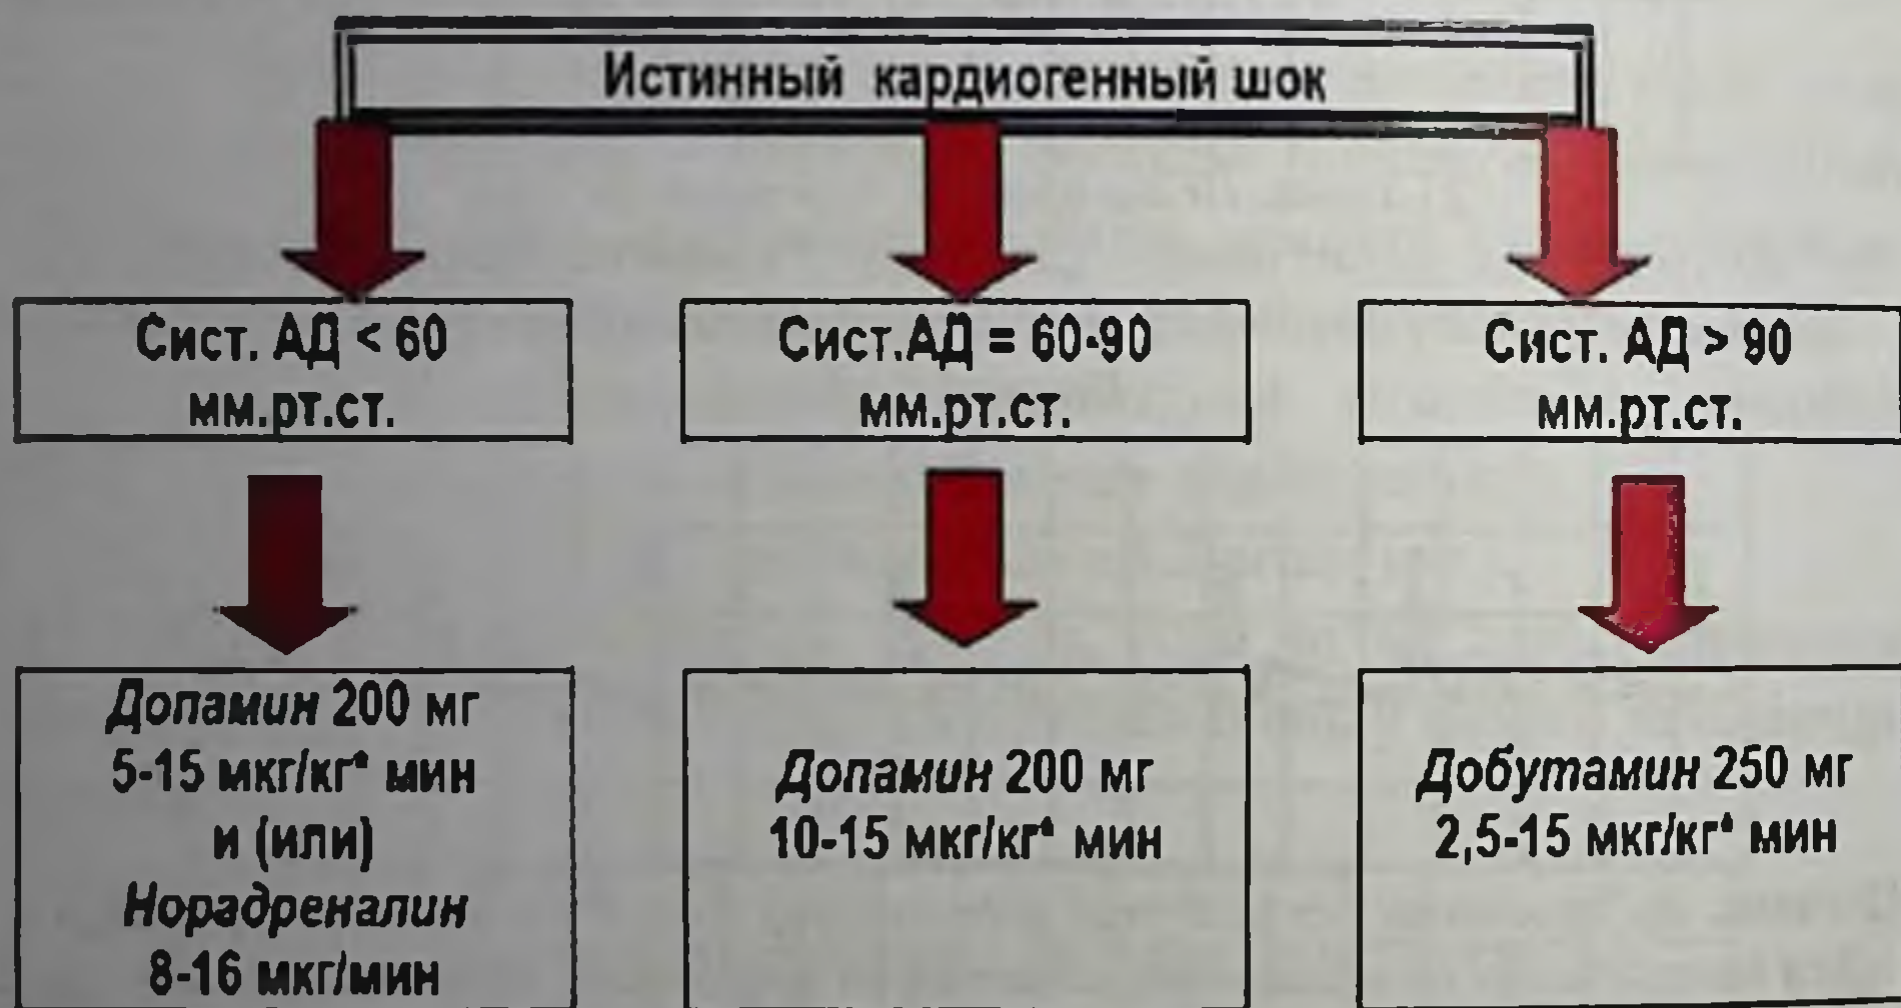 Истинный кардиогенный шок
Сист. АД < 60
мм.рт.ст.
Сист.АД = 60-90
мм.рт.ст.
Сист. АД > 90
мм.рт.ст.
Допамин 200 мг
5-15 мкг/кг* мин
и (или)
Норадреналин
8-16 мкг/мин
Допамин 200 мг
10-15 мкг/кг* мин
Добутамин 250 мг
2,5-15 мкг/кг* мин